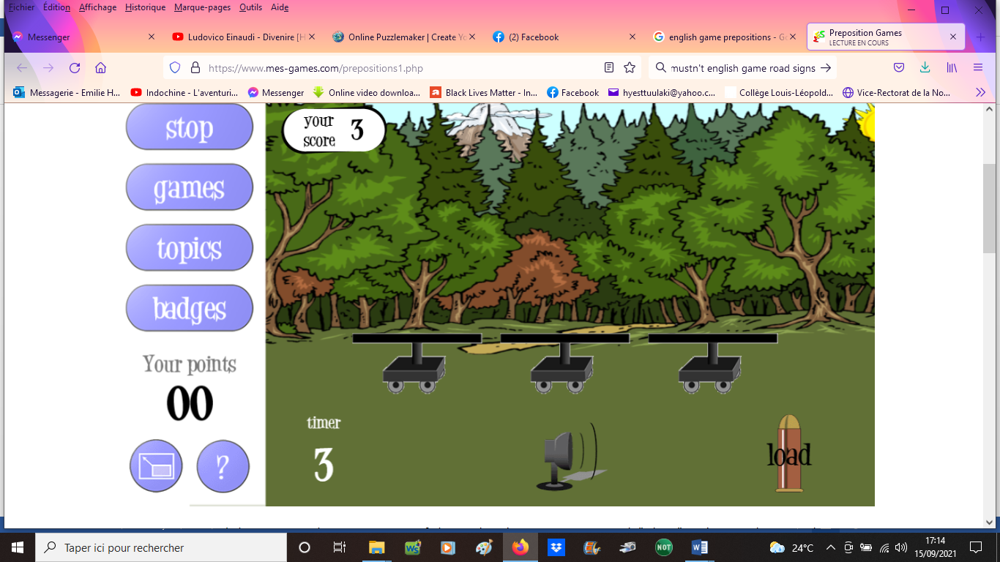 Fichier Édition Affichage Historique Marque-pages Outils Aide
Messenger
Ludovico Einaudi - Divenire [H
Online Puzzlemaker | Create Yo
(2) Facebook
english game prepositions - Go
Preposition Games
LECTURE EN COURS
https://www.mes-games.com/prepositions1.php
mustn't english game road signs
Messagerie - Emilie H...
Indochine - L'aventuri...
Messenger
Online video downloa...
Black Lives Matter - In...
Facebook
hyesttuulaki@yahoo.c...
Collège Louis-Léopold...
Vice-Rectorat de la No...
stop
your
score
3
games
topics
badges
Your points
00
?
timer
3
load
Taper ici pour rechercher
NOT
24°C
17:14
15/09/2021